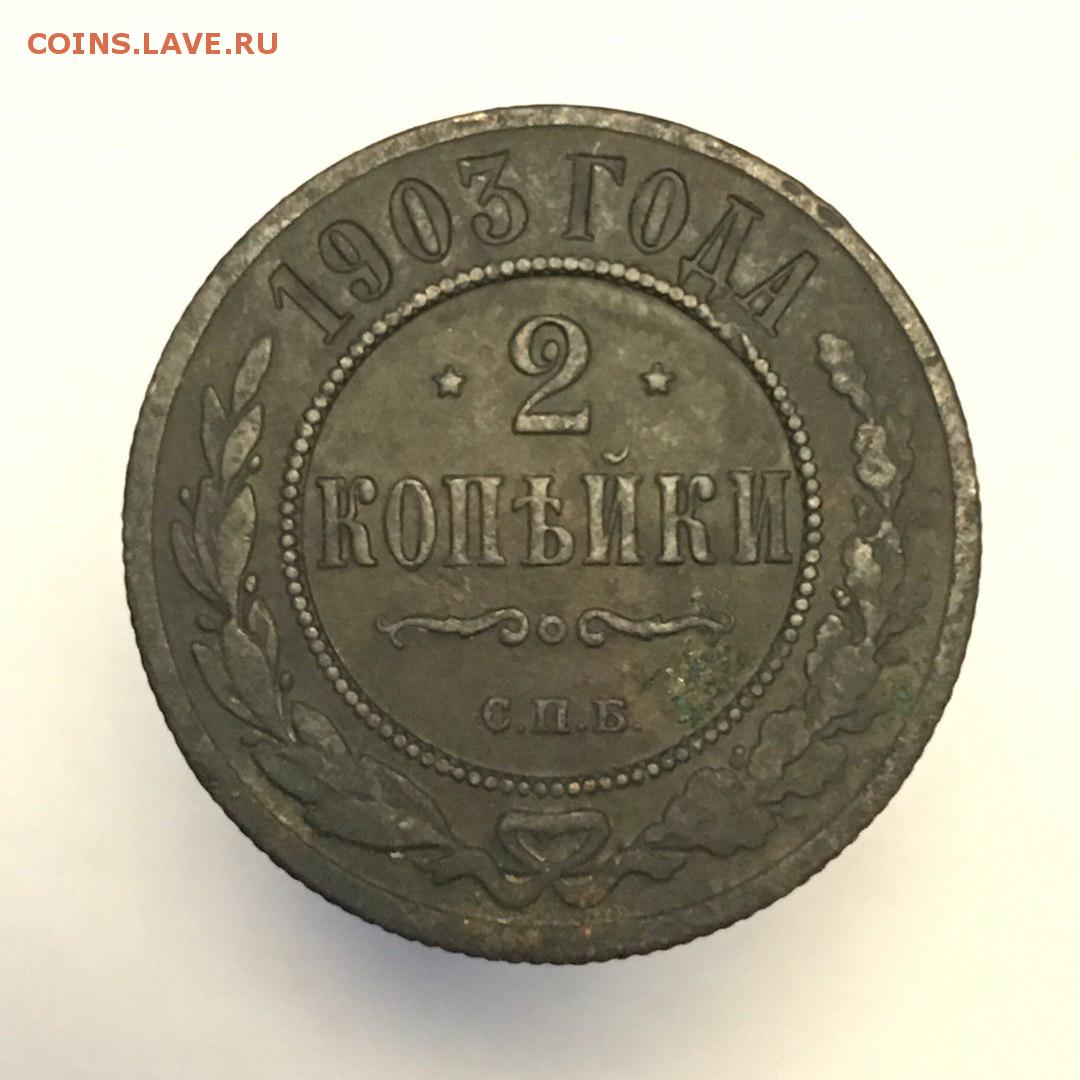 COINS.LAVE.RU
1903 ГОДА
2
КОПѢЙКИ
С.П.Б.